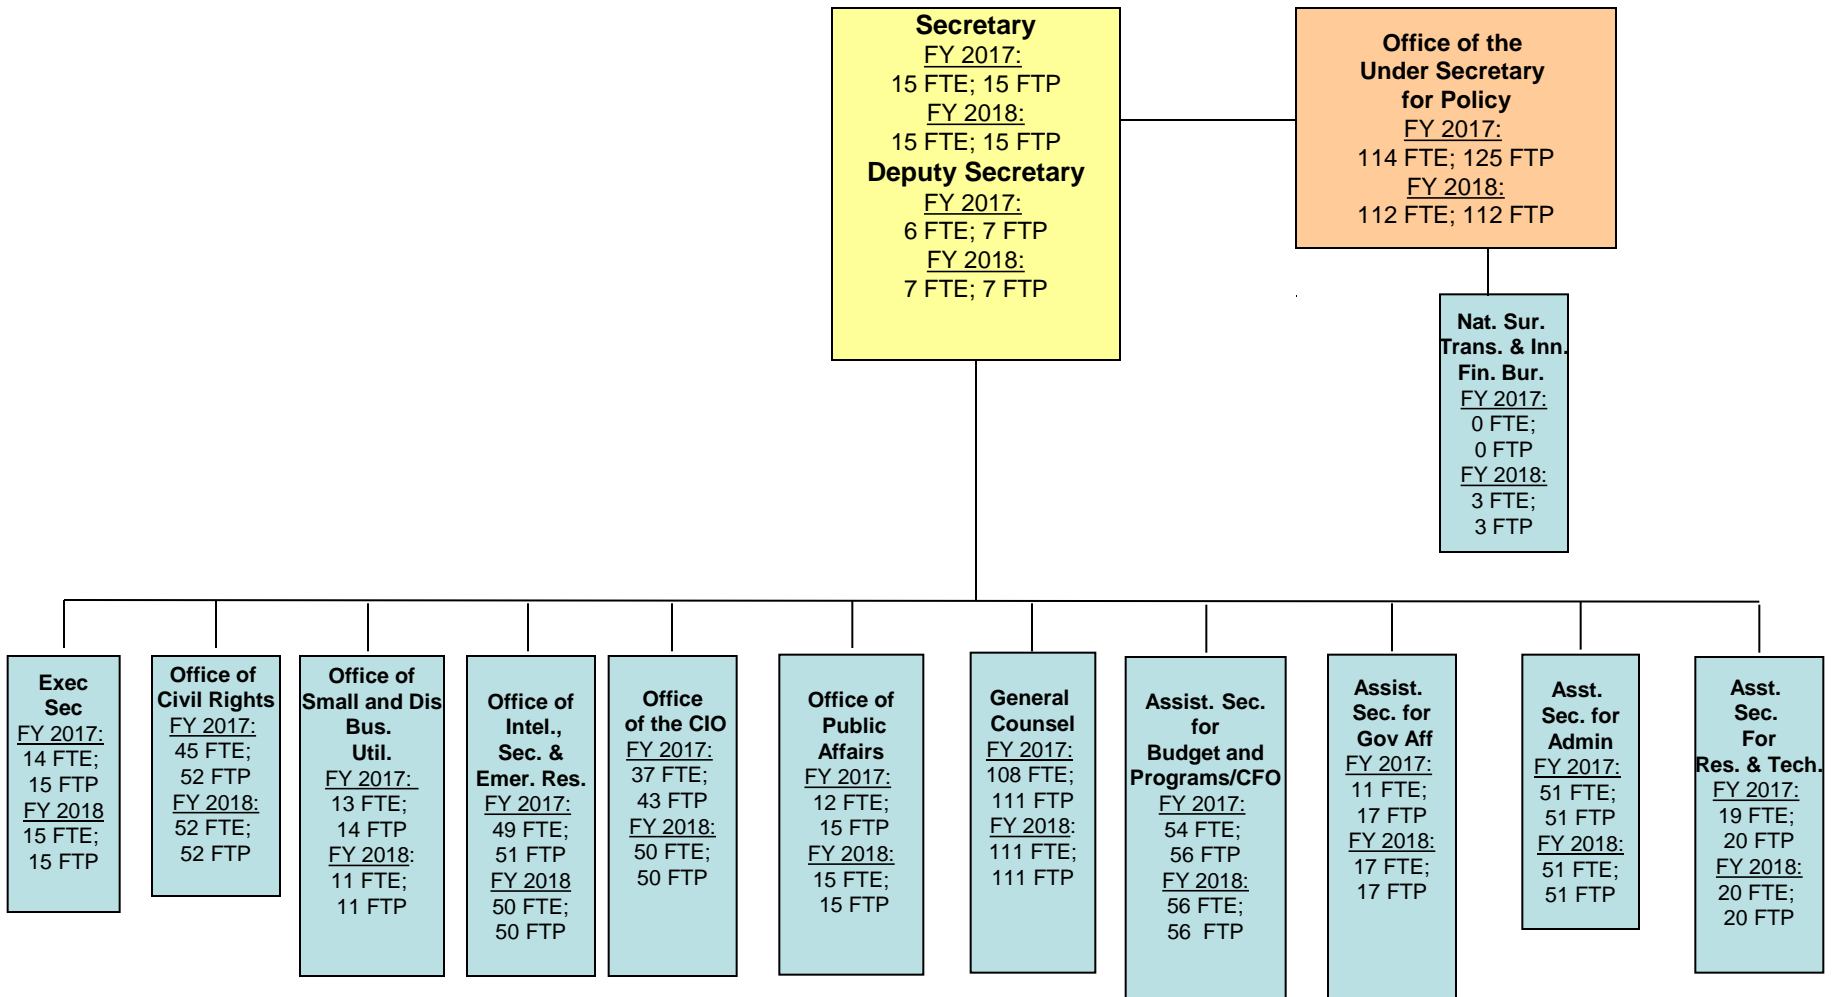 Secretary
FY 2017:
15 FTE; 15 FTP
FY 2018:
15 FTE; 15 FTP
Deputy Secretary
FY 2017:
6 FTE; 7 FTP
FY 2018:
7 FTE; 7 FTP
Office of the
Under Secretary
for Policy
FY 2017:
114 FTE; 125 FTP
FY 2018:
112 FTE; 112 FTP
Nat. Sur.
Trans. & Inn.
Fin. Bur.
FY 2017:
0 FTE;
0 FTP
FY 2018:
3 FTE;
3 FTP
Exec
Sec
FY 2017:
14 FTE;
15 FTP
FY 2018
15 FTE;
15 FTP
Office of
Civil Rights
FY 2017:
45 FTE;
52 FTP
FY 2018:
52 FTE;
52 FTP
Office of
Small and Dis
Bus.
Util.
FY 2017:
13 FTE;
14 FTP
FY 2018:
11 FTE;
11 FTP
Office of
Intel.,
Sec. &
Emer. Res.
FY 2017:
49 FTE;
51 FTP
FY 2018
50 FTE;
50 FTP
Office
of the CIO
FY 2017:
37 FTE;
43 FTP
FY 2018:
50 FTE;
50 FTP
Office of
Public
Affairs
FY 2017:
12 FTE;
15 FTP
FY 2018:
15 FTE;
15 FTP
General
Counsel
FY 2017:
108 FTE;
111 FTP
FY 2018:
111 FTE;
111 FTP
Assist. Sec.
for
Budget and
Programs/CFO
FY 2017:
54 FTE;
56 FTP
FY 2018:
56 FTE;
56 FTP
Assist.
Sec. for
Gov Aff
FY 2017:
11 FTE;
17 FTP
FY 2018:
17 FTE;
17 FTP
Asst.
Sec. for
Admin
FY 2017:
51 FTE;
51 FTP
FY 2018:
51 FTE;
51 FTP
Asst.
Sec.
For
Res. & Tech.
FY 2017:
19 FTE;
20 FTP
FY 2018:
20 FTE;
20 FTP